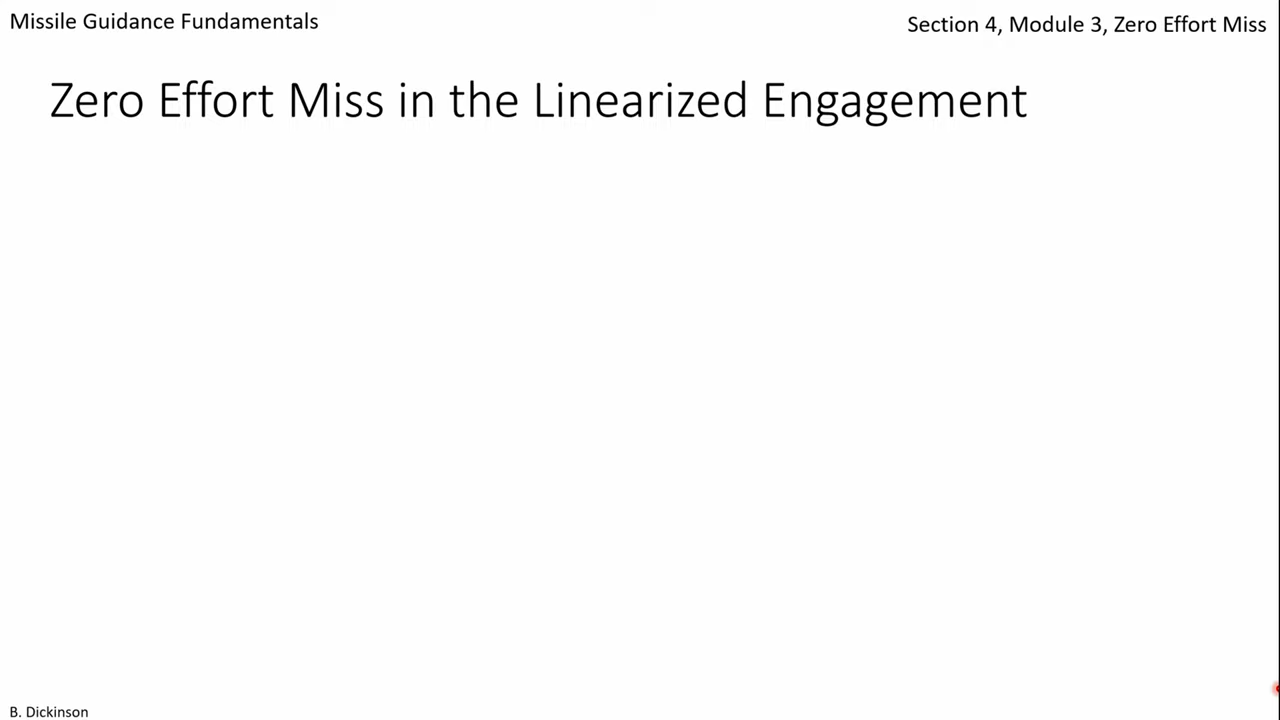 Missile Guidance Fundamentals
Section 4, Module 3, Zero Effort Miss
Zero Effort Miss in the Linearized Engagement
B. Dickinson